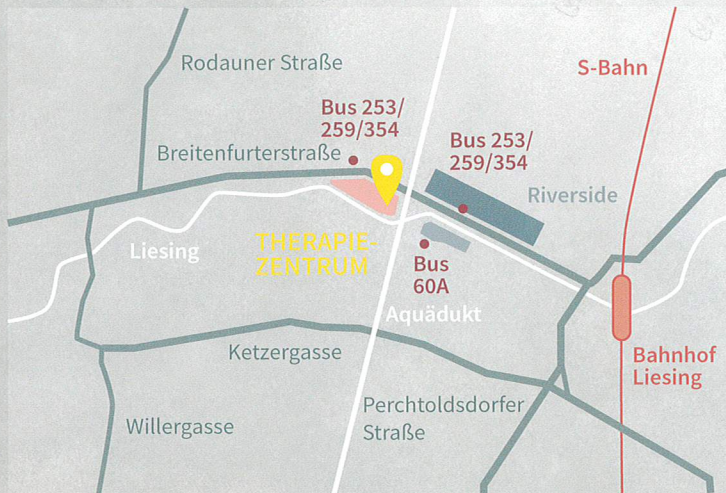 Rodauner Straße
S-Bahn
Bus 253/
259/354
Bus 253/
259/354
Breitenfurterstraße
Riverside
Liesing
THERAPIE-
ZENTRUM
Bus
60A
Aquädukt
Ketzergasse
Bahnhof
Liesing
Perchtoldsdorfer
Straße
Willergasse